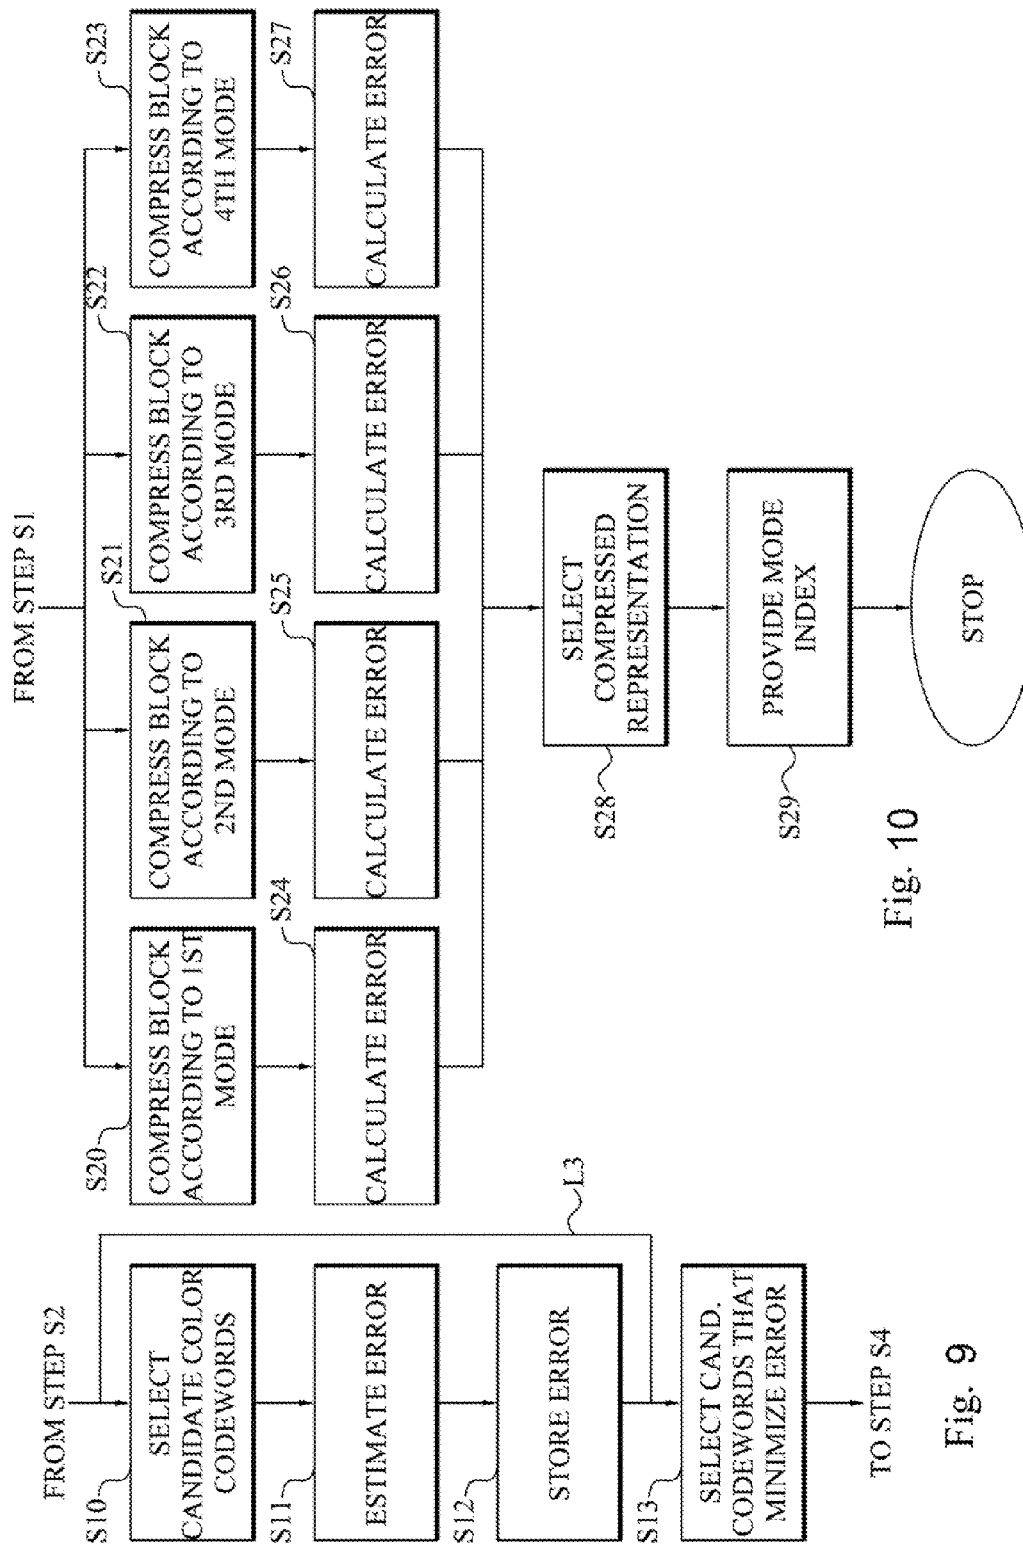 FROM STEP S2
S10
SELECT
CANDIDATE COLOR
CODEWORDS
S11
ESTIMATE ERROR
S12
STORE ERROR
L3
S13
SELECT CAND.
CODEWORDS THAT
MINIMIZE ERROR
TO STEP S4
Fig. 9
FROM STEP S1
S20
COMPRESS BLOCK
ACCORDING TO 1ST
MODE
S21
COMPRESS BLOCK
ACCORDING TO
2ND MODE
S22
COMPRESS BLOCK
ACCORDING TO
3RD MODE
S23
COMPRESS BLOCK
ACCORDING TO
4TH MODE
S24
CALCULATE ERROR
S25
CALCULATE ERROR
S26
CALCULATE ERROR
S27
CALCULATE ERROR
S28
SELECT
COMPRESSED
REPRESENTATION
S29
PROVIDE MODE
INDEX
STOP
Fig. 10